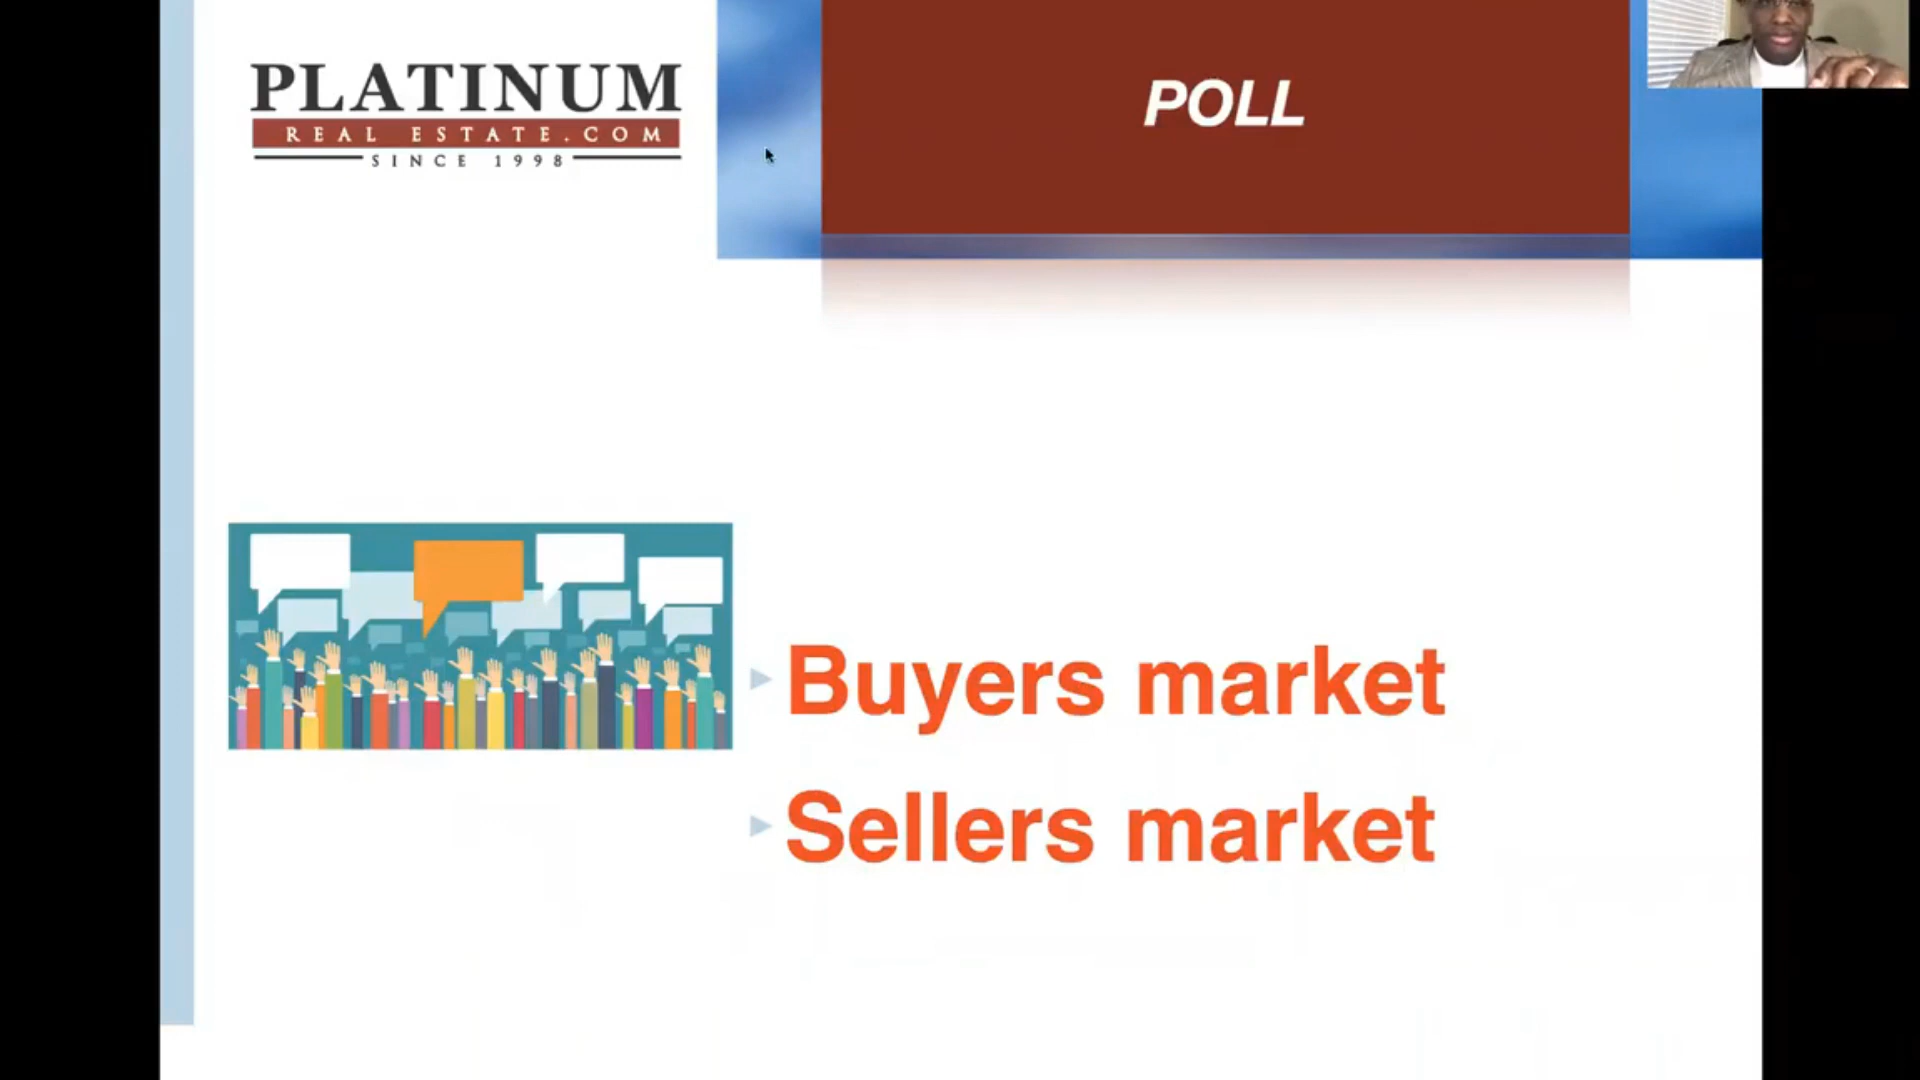 PLATINUM
REAL ESTATE.COM
SINCE 1998
POLL
Buyers market
Sellers market